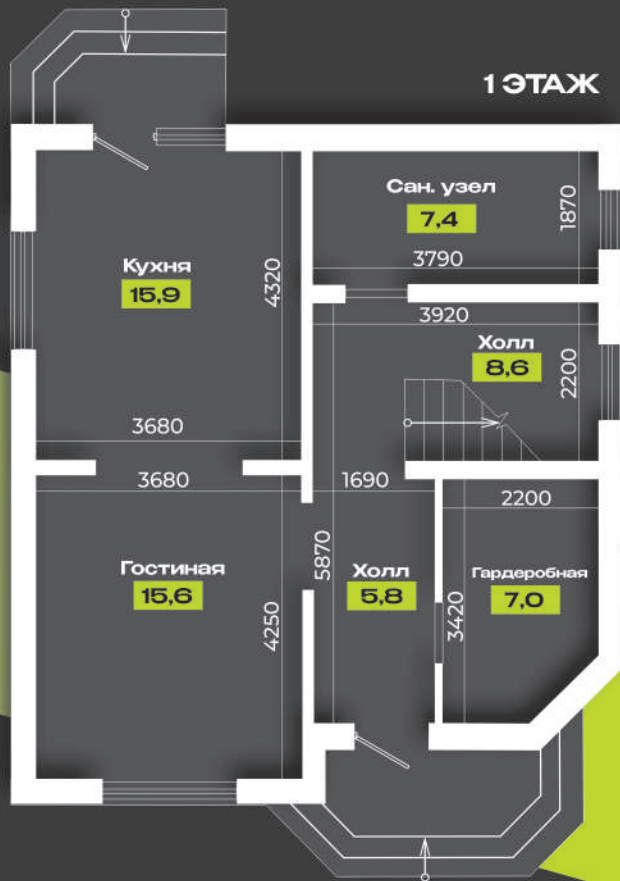 1 ЭТАЖ
Сан. узел
7,4
1870
3790
Кухня
15,9
4320
3920
Холл
8,6
2200
3680
3680
1690
2200
5870
Гостиная
15,6
4250
Холл
5,8
3420
Гардеробная
7,0